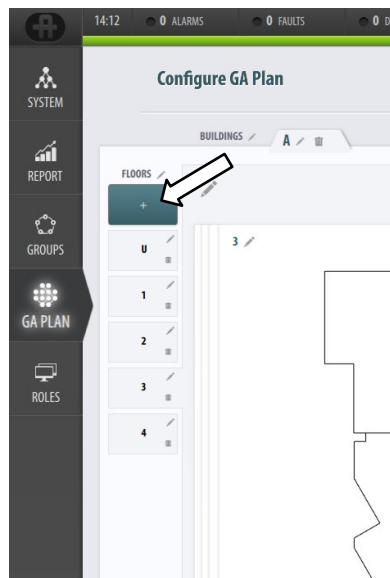 14:12 0 ALARMS 0 FAULTS 0 D
Configure GA Plan
SYSTEM
BUILDINGS A
REPORT
FLOORS
+
GROUPS
U
3
1
GA PLAN
2
3
ROLES
4